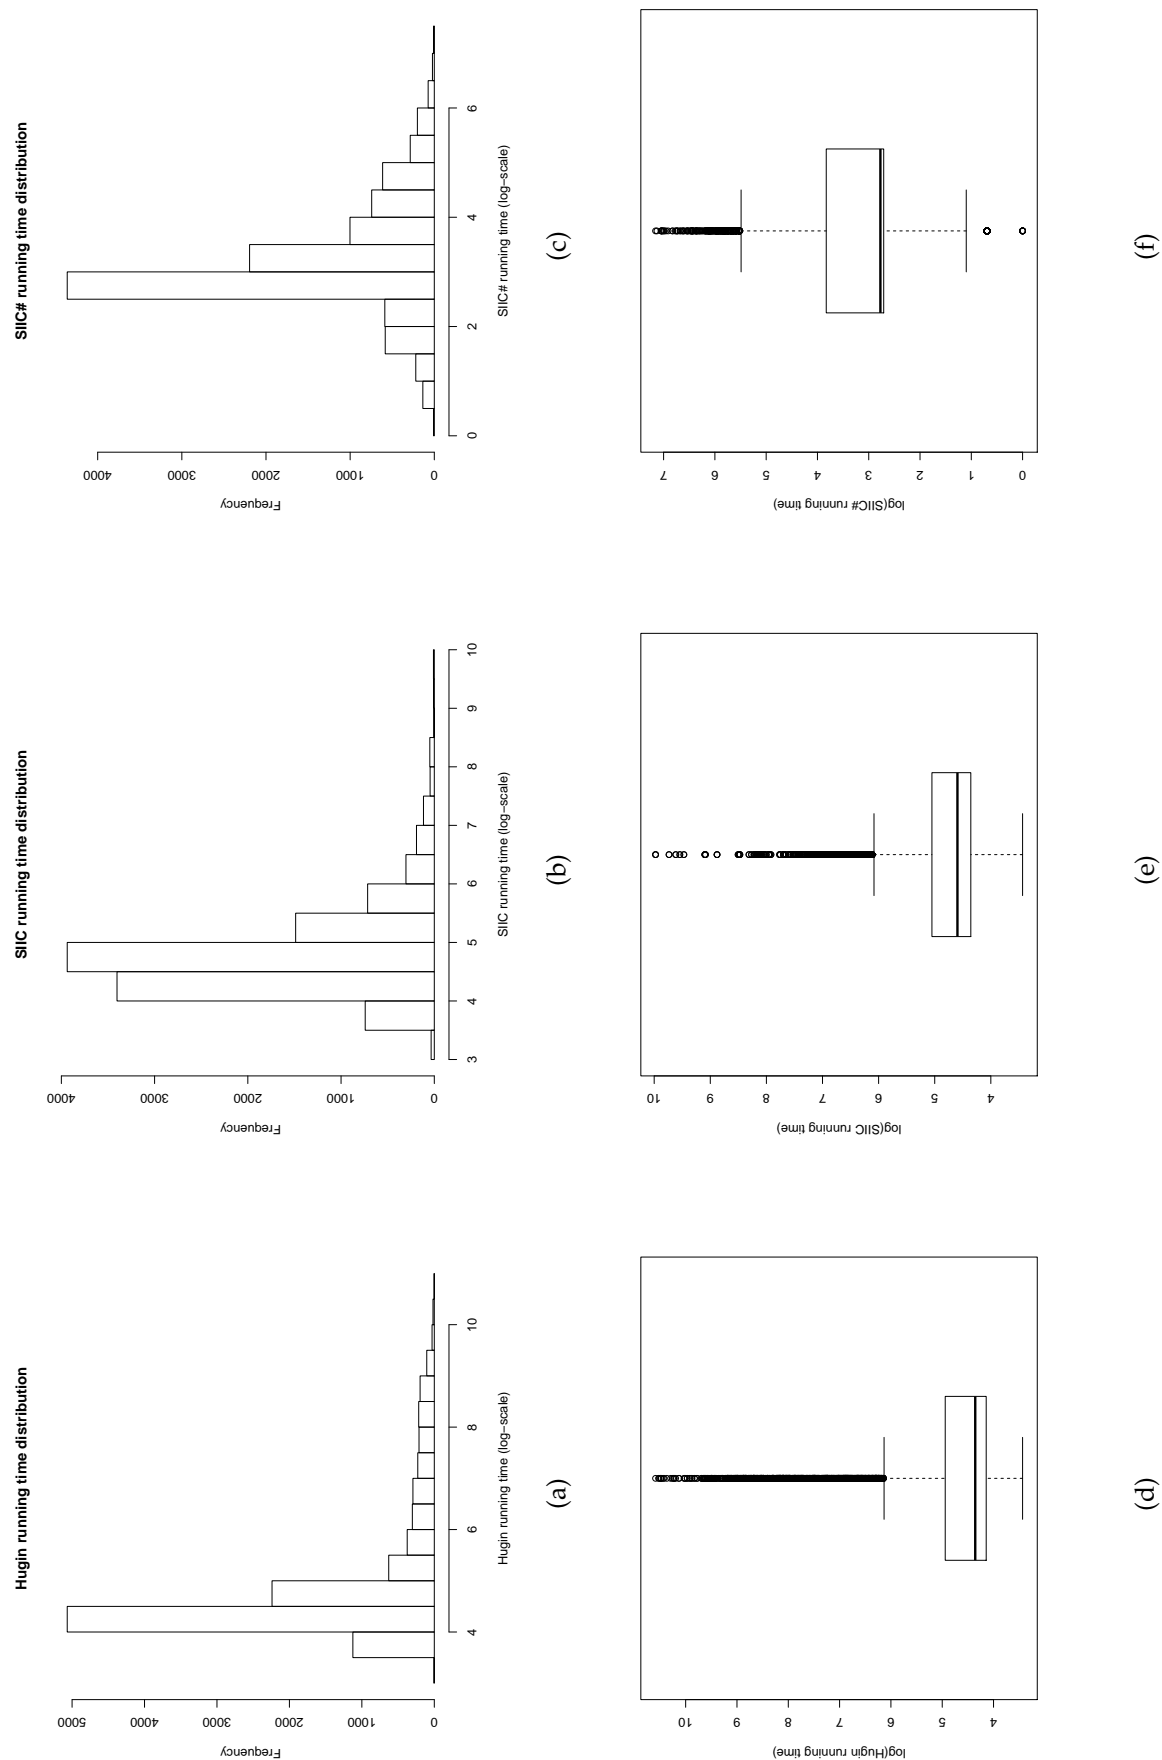 Hugin running time distribution
Frequency
5000
4000
3000
2000
1000
0
4 6 8 10
Hugin running time (log−scale)
(a)
SIIC running time distribution
Frequency
4000
3000
2000
1000
0
3 4 5 6 7 8 9 10
SIIC running time (log−scale)
(b)
SIIC# running time distribution
Frequency
4000
3000
2000
1000
0
0 2 4 6
SIIC# running time (log−scale)
(c)
log(Hugin running time)
10
9
8
7
6
5
4
(d)
log(SIIC running time)
10
9
8
7
6
5
4
(e)
log(SIIC# running time)
7
6
5
4
3
2
1
0
(f)